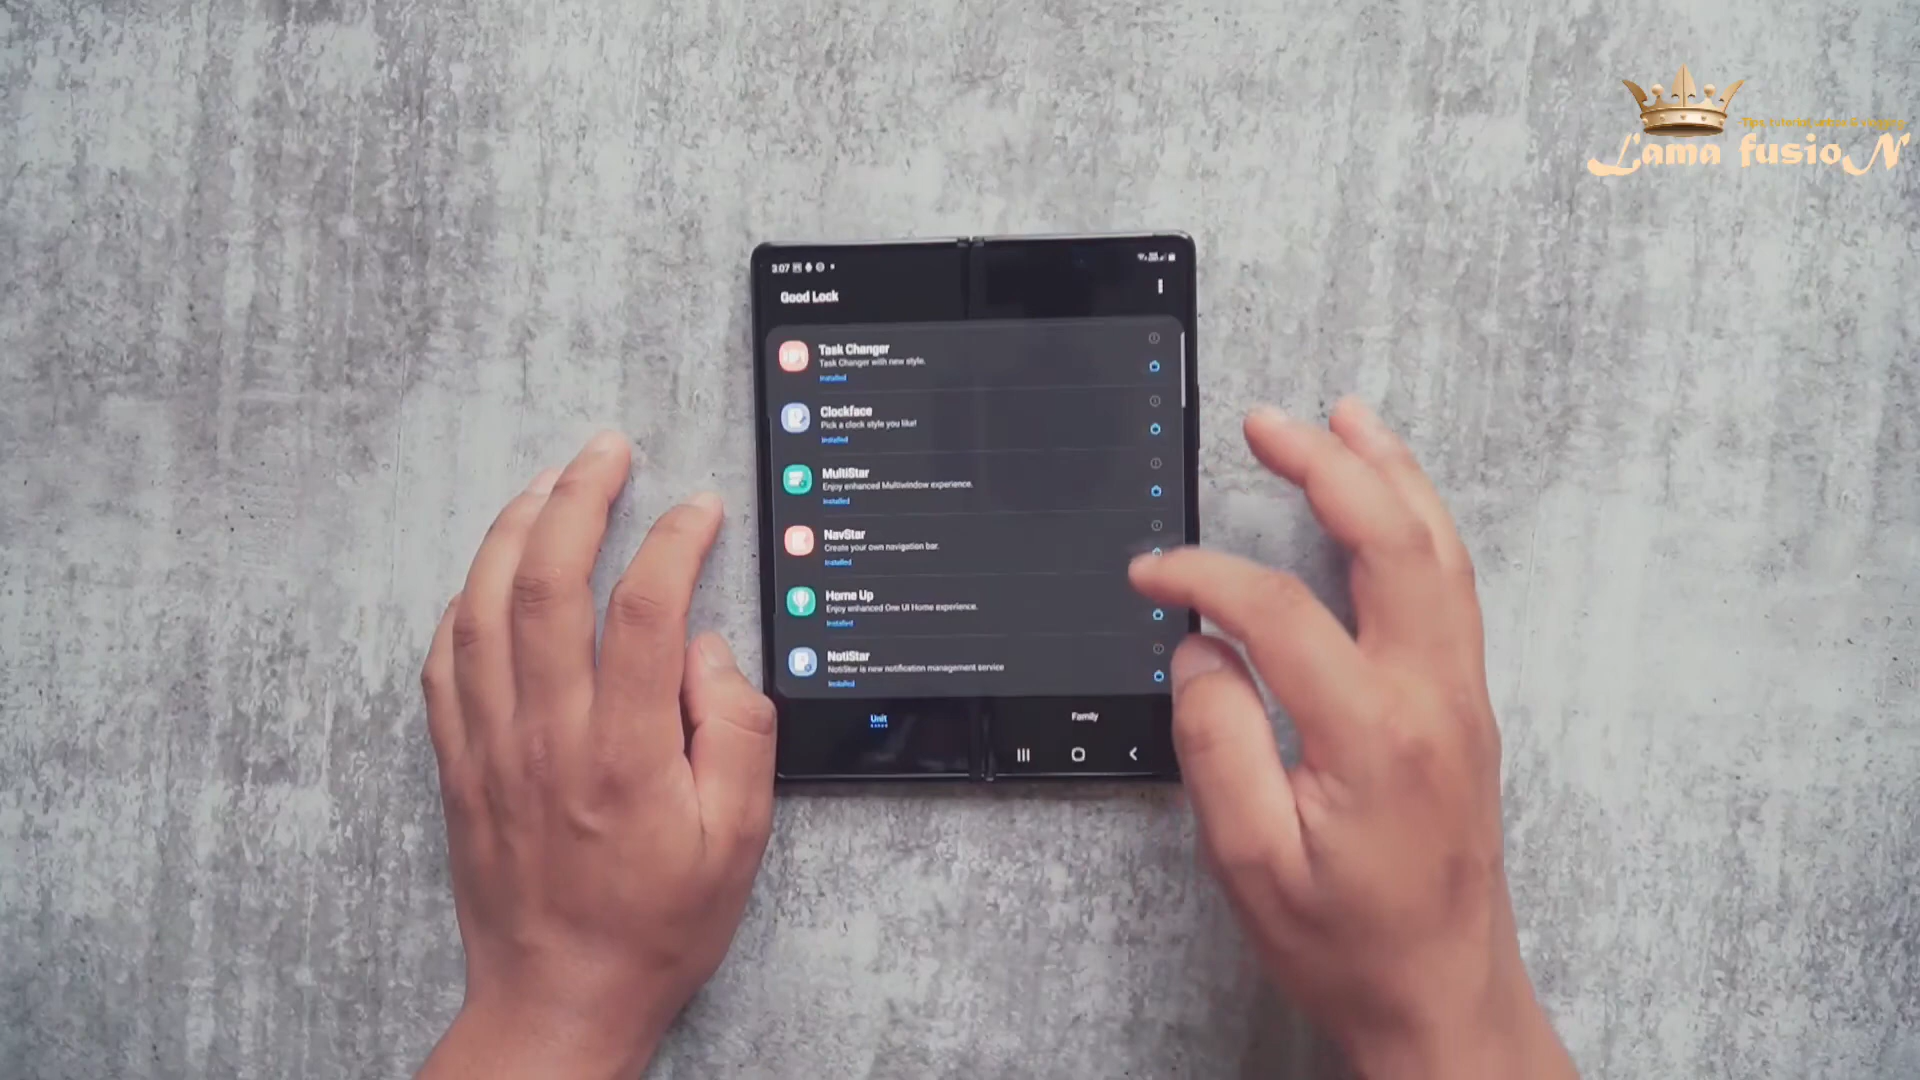 Lama fusioN
3:07
Good Lock
Task Changer
Task Changer with new style.
Installed
Clockface
Pick a clock style you like!
Installed
MultiStar
Enjoy enhanced Multiwindow experience.
Installed
NavStar
Create your own navigation bar.
Installed
Home Up
Enjoy enhanced One UI Home experience.
Installed
NotiStar
NotiStar is new notification management service
Installed
Unit
Family